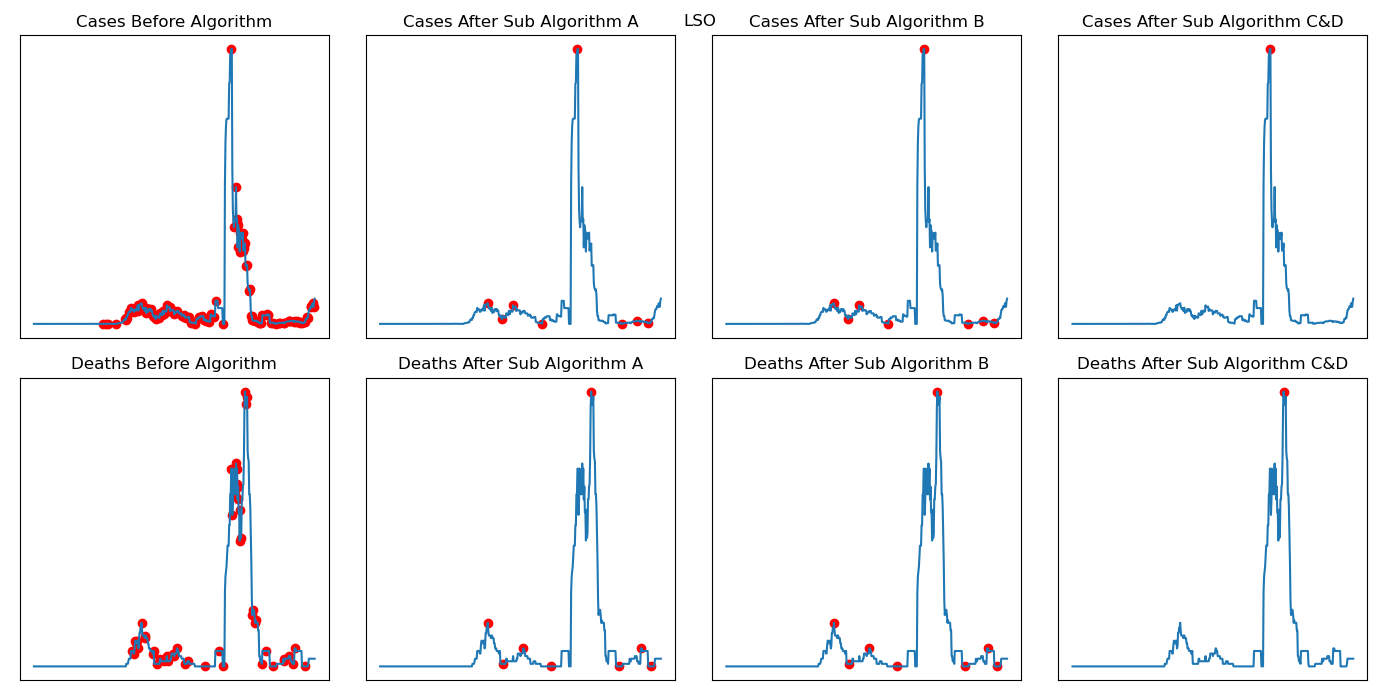 LSO
Cases Before Algorithm
Cases After Sub Algorithm A
Cases After Sub Algorithm B
Cases After Sub Algorithm C&D
Deaths Before Algorithm
Deaths After Sub Algorithm A
Deaths After Sub Algorithm B
Deaths After Sub Algorithm C&D